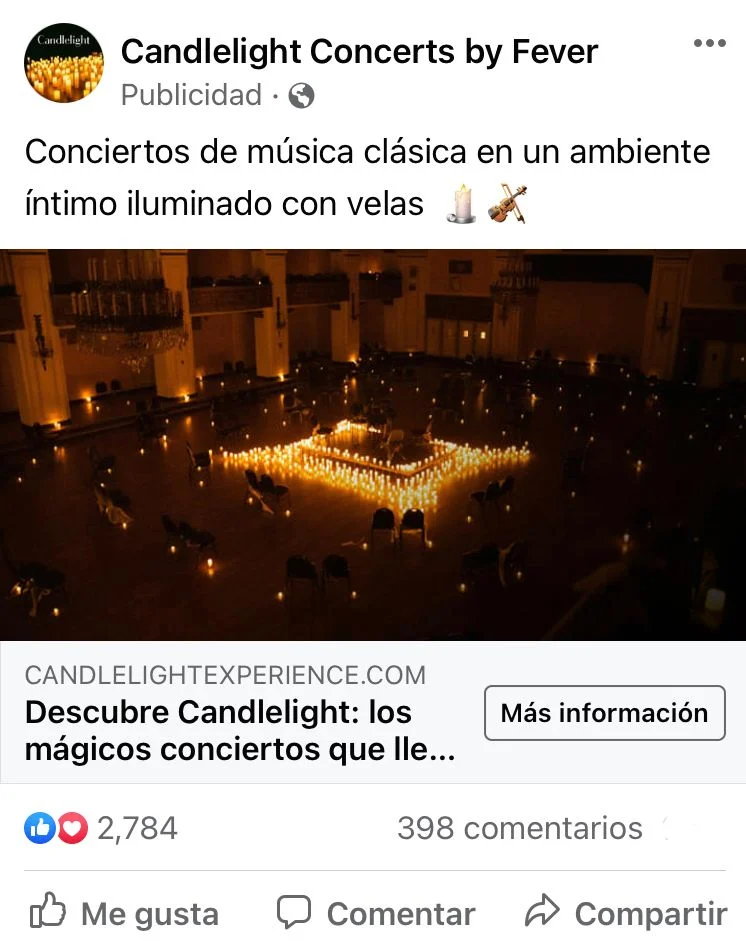 Candlelight
Candlelight Concerts by Fever
Publicidad ·
Conciertos de música clásica en un ambiente
íntimo iluminado con velas 🕯️🎻
CANDLELIGHTEXPERIENCE.COM
Descubre Candlelight: los
mágicos conciertos que lle...
Más información
2,784
398 comentarios
Me gusta
Comentar
Compartir